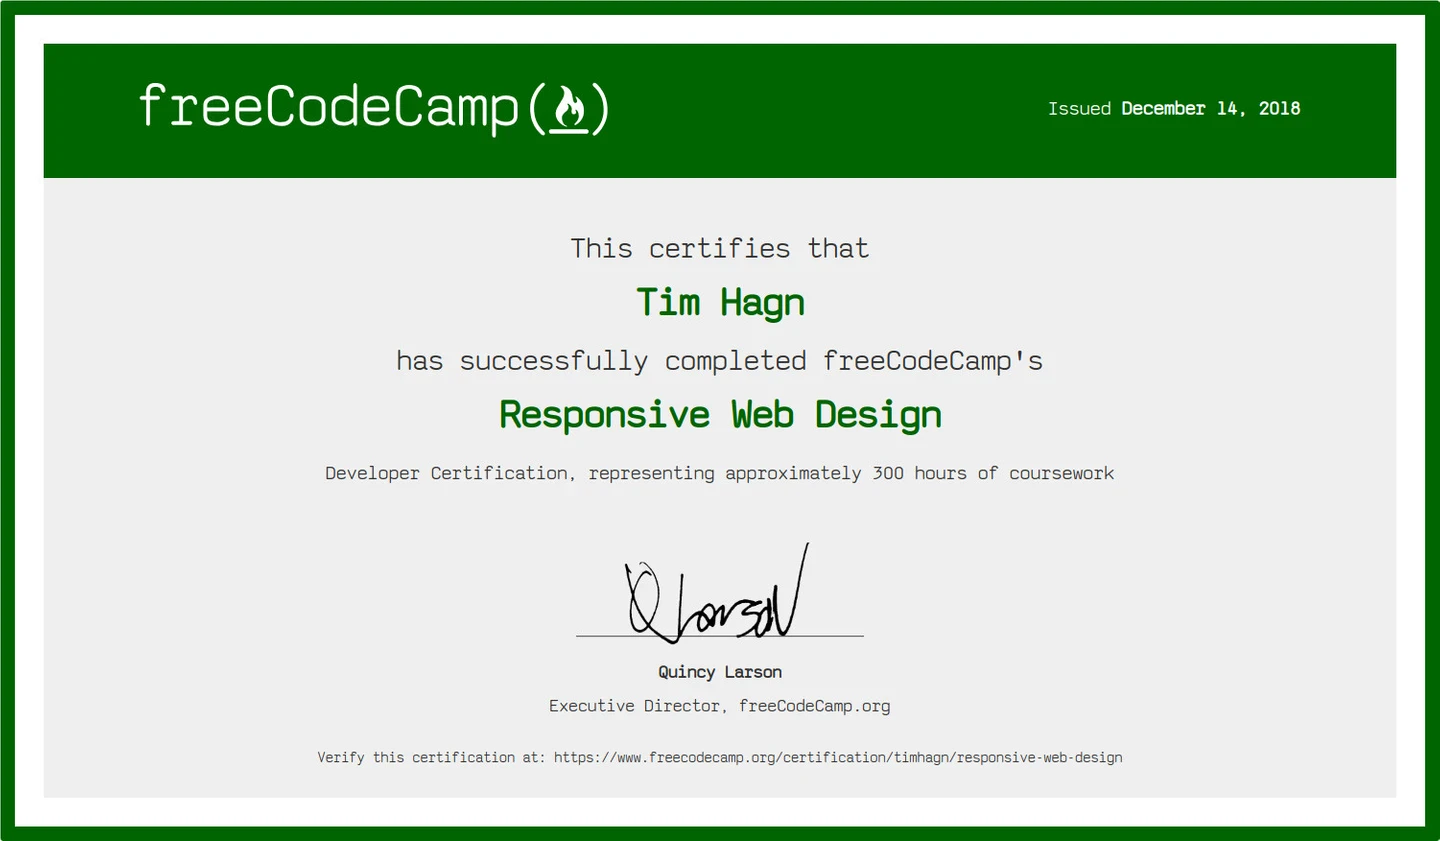 freeCodeCamp(🔥)
Issued December 14, 2018
This certifies that
Tim Hagn
has successfully completed freeCodeCamp's
Responsive Web Design
Developer Certification, representing approximately 300 hours of coursework
Q Larson
Quincy Larson
Executive Director, freeCodeCamp.org
Verify this certification at: https://www.freecodecamp.org/certification/timhagn/responsive-web-design